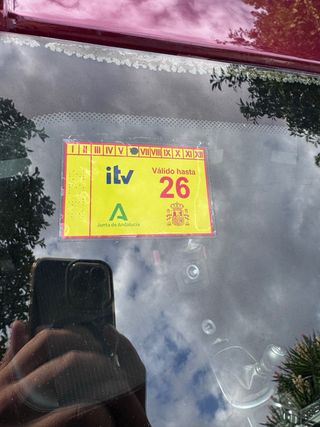 I II III IV V VII VIII IX X XI XII
itv
Válido hasta
26
Junta de Andalucía